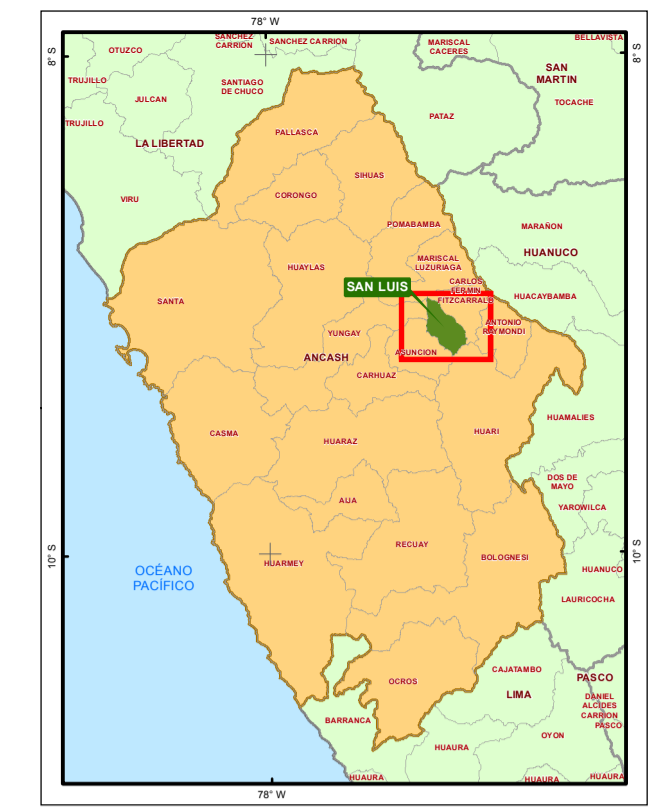 78° W
8° S
8° S
OTUZCO
SANCHEZ
CARRIÓN
SANCHEZ CARRION
MARISCAL
CACERES
BELLAVISTA
SAN
MARTIN
TRUJILLO
JULCAN
SANTIAGO
DE CHUCO
TOCACHE
TRUJILLO
PATAZ
LA LIBERTAD
PALLASCA
SIHUAS
VIRU
CORONGO
POMABAMBA
MARAÑON
HUANUCO
MARISCAL
LUZURIAGA
HUAYLAS
CARLOS
FERMIN
FITZCARRALD
SAN LUIS
HUACAYBAMBA
SANTA
ANTONIO
RAYMONDI
YUNGAY
ASUNCION
ANCASH
CARHUAZ
HUAMALIES
CASMA
HUARAZ
HUARI
DOS DE
MAYO
YAROWILCA
AIJA
RECUAY
BOLOGNESI
10° S
10° S
HUARMEY
OCÉANO
PACÍFICO
HUANUCO
LAURICOCHA
CAJATAMBO
PASCO
OCROS
LIMA
DANIEL
ALCIDES
CARRION
PASCO
BARRANCA
OYON
HUAURA
HUAURA
HUAURA
HUAURA
78° W